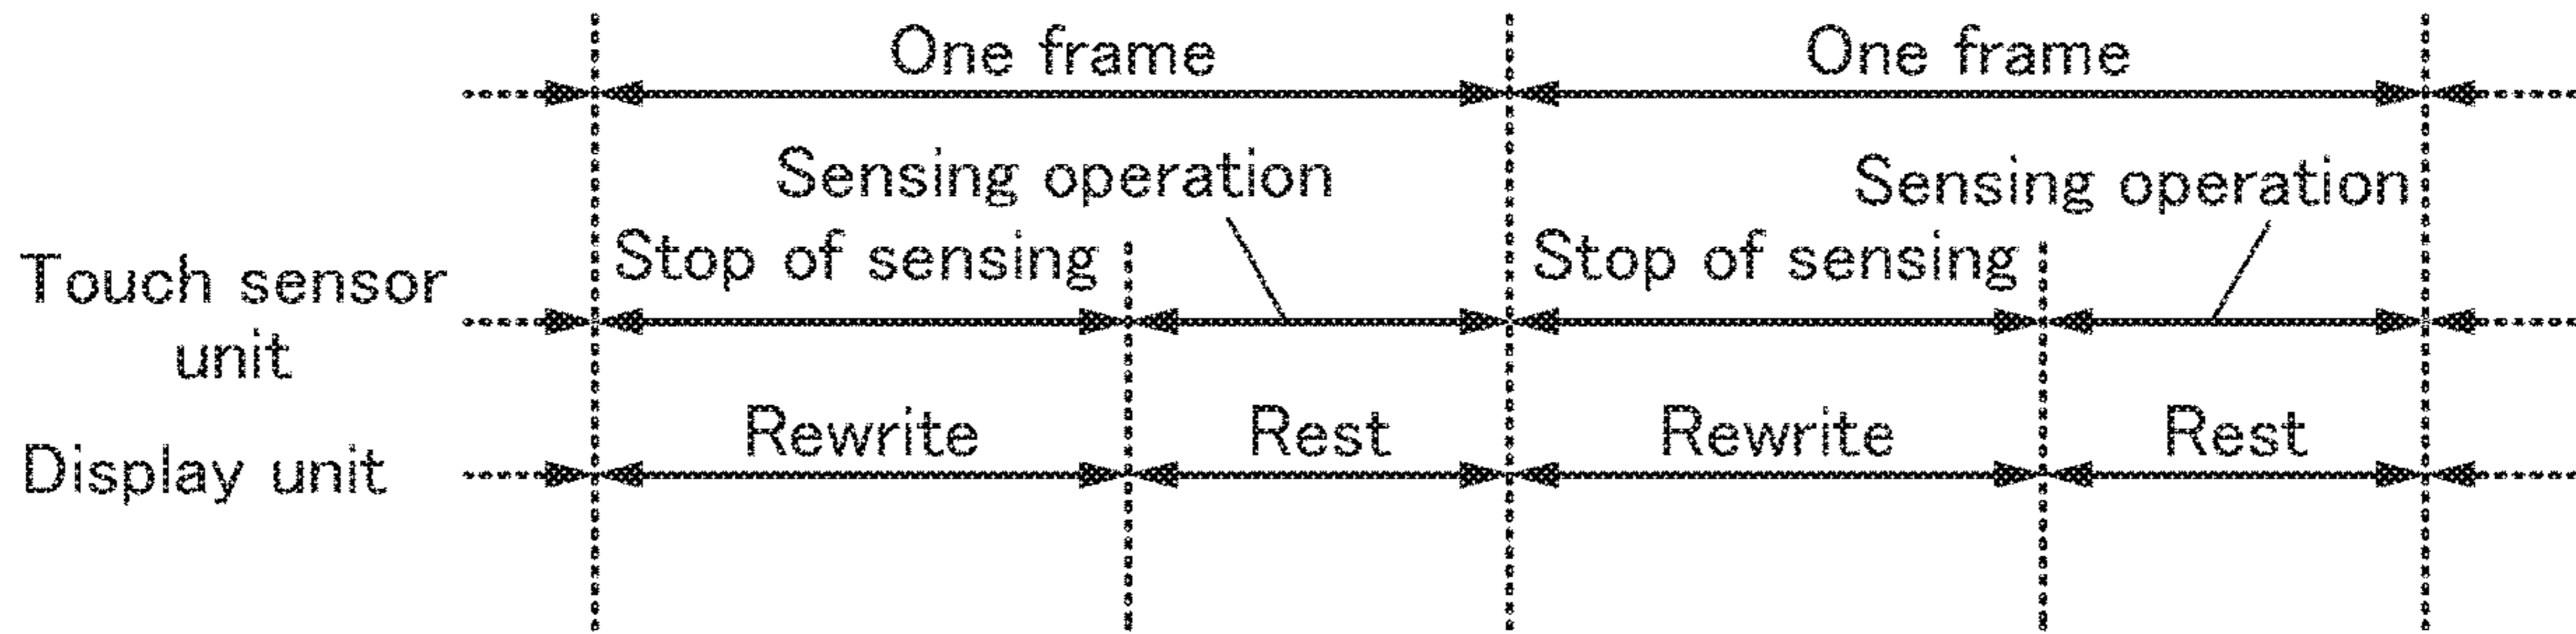 One frame One frame
Sensing operation Sensing operation
Stop of sensing Stop of sensing
Touch sensor
unit
Rewrite Rest Rewrite Rest
Display unit